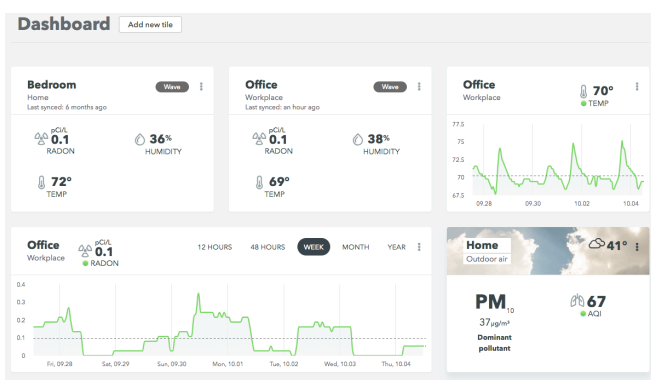 Dashboard
Add new tile
Bedroom
Wave
Home
Last synced: 6 months ago
pCi/L
0.1
RADON
36%
HUMIDITY
72°
TEMP
Office
Wave
Workplace
Last synced: an hour ago
pCi/L
0.1
RADON
38%
HUMIDITY
69°
TEMP
Office
Workplace
70°
TEMP
77.5
75
72.5
70
67.5
09.28 09.30 10.02 10.04
Office
Workplace
pCi/L
0.1
RADON
12 HOURS 48 HOURS WEEK MONTH YEAR
0.4
0.3
0.2
0.1
0
Fri, 09.28 Sat, 09.29 Sun, 09.30 Mon, 10.01 Tue, 10.02 Wed, 10.03 Thu, 10.04
Home
Outdoor air
41°
PM10
37µg/m³
Dominant
pollutant
67
AQI